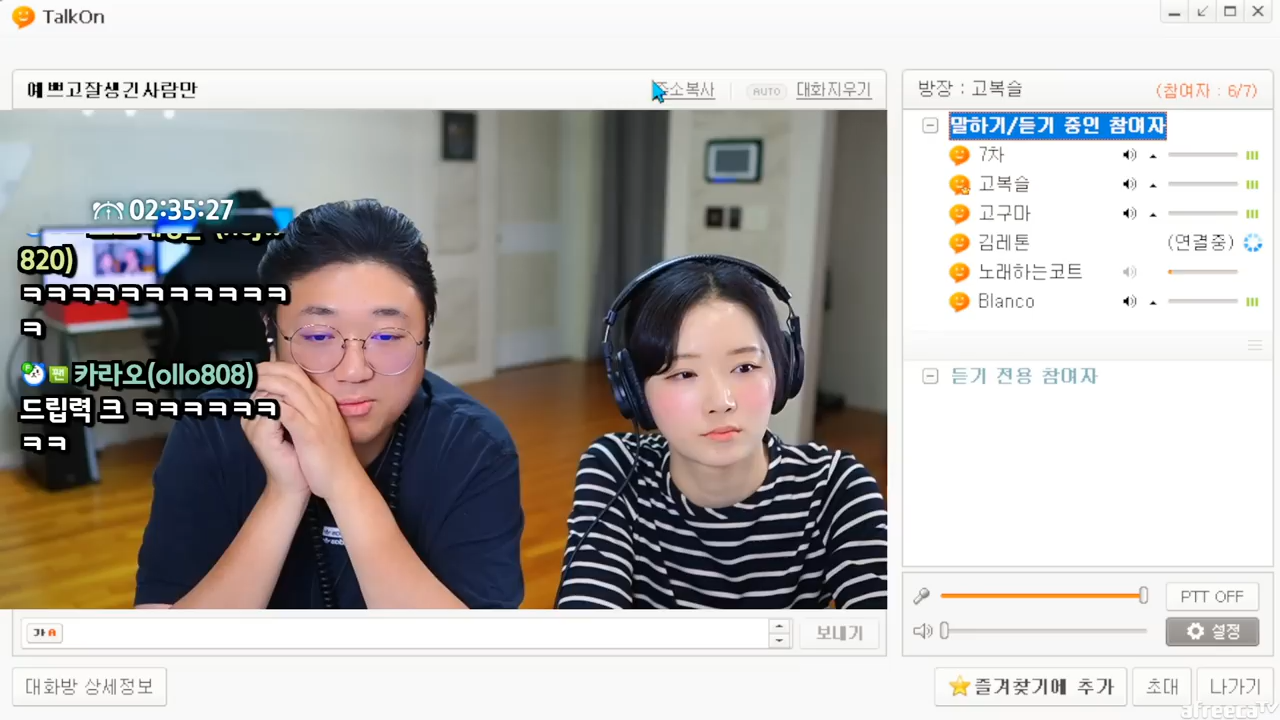 TalkOn
예쁘고잘생긴사람만
주소복사
AUTO
대화지우기
방장 : 고복슬
(참여자 : 6/7)
말하기/듣기 중인 참여자
7차
고복슬
고구마
김레톤
(연결중)
노래하는코트
Blanco
듣기 전용 참여자
02:35:27
820)
ㅋㅋㅋㅋㅋㅋㅋㅋㅋㅋㅋ
ㅋ
팬 카라오(ollo808)
드립력 크 ㅋㅋㅋㅋㅋㅋ
ㅋㅋ
가A
보내기
PTT OFF
설정
대화방 상세정보
즐겨찾기에 추가
초대
나가기
afreecaTV